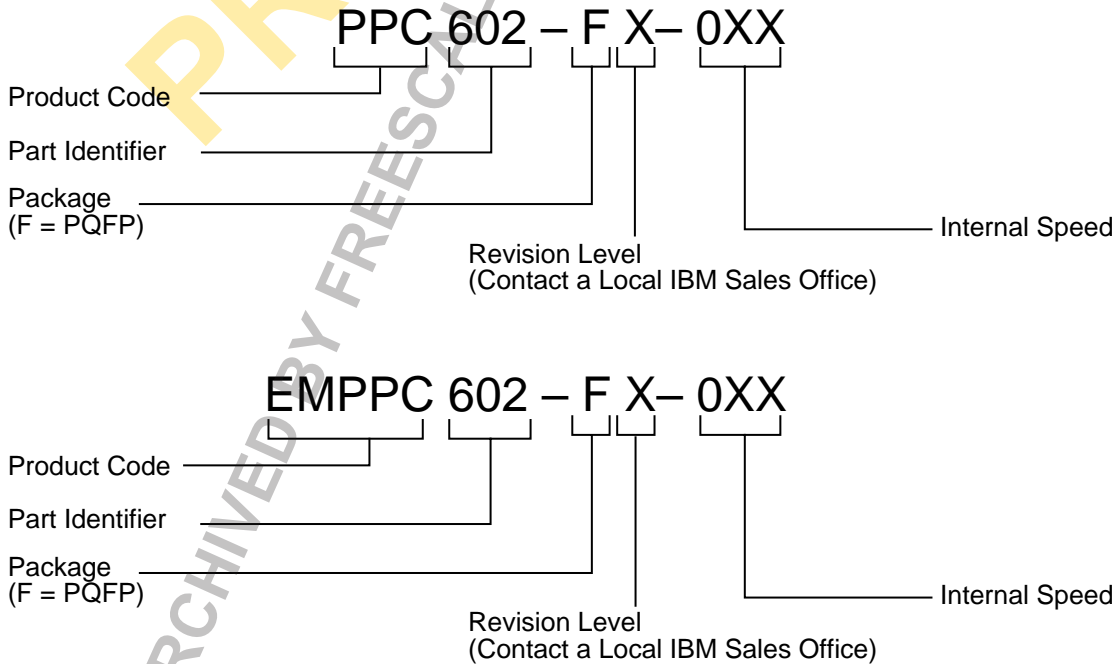 PPC 602 – F X– 0XX
Product Code
Part Identifier
Package
(F = PQFP)
Internal Speed
Revision Level
(Contact a Local IBM Sales Office)
EMPPC 602 – F X– 0XX
Product Code
Part Identifier
Package
(F = PQFP)
Internal Speed
Revision Level
(Contact a Local IBM Sales Office)